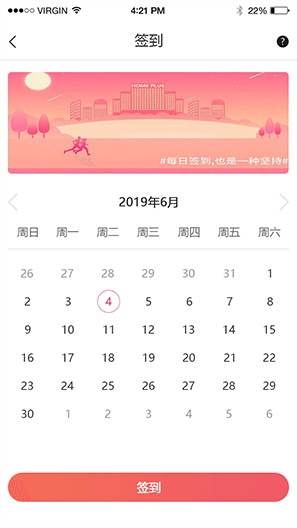 VIRGIN 4:21 PM 22%
签到 ?
HOME PLUS
#每日签到,也是一种坚持#
2019年6月
周日 周一 周二 周三 周四 周五 周六
26 27 28 29 30 31 1
2 3 4 5 6 7 8
9 10 11 12 13 14 15
16 17 18 19 20 21 22
23 24 25 26 27 28 29
30 1 2 3 4 5 6
签到